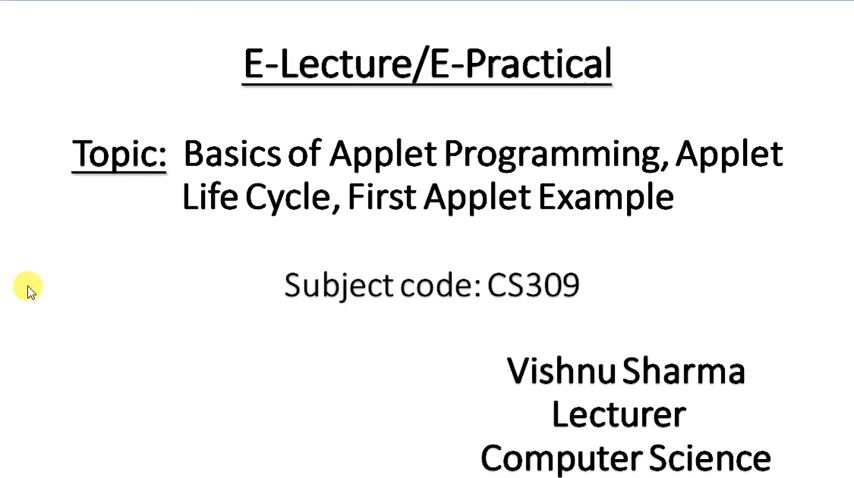 E-Lecture/E-Practical
Topic: Basics of Applet Programming, Applet
Life Cycle, First Applet Example
Subject code: CS309
Vishnu Sharma
Lecturer
Computer Science